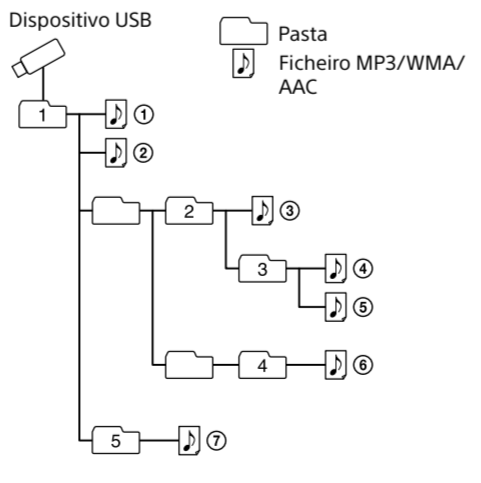 Dispositivo USB
Pasta
Ficheiro MP3/WMA/
AAC
1 ①
②
2 ③
3 ④
⑤
4 ⑥
5 ⑦